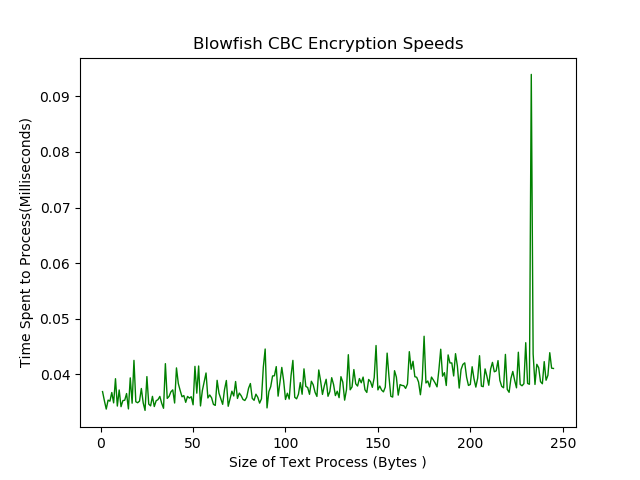 Blowfish CBC Encryption Speeds
Time Spent to Process(Milliseconds)
0.09
0.08
0.07
0.06
0.05
0.04
0 50 100 150 200 250
Size of Text Process (Bytes )